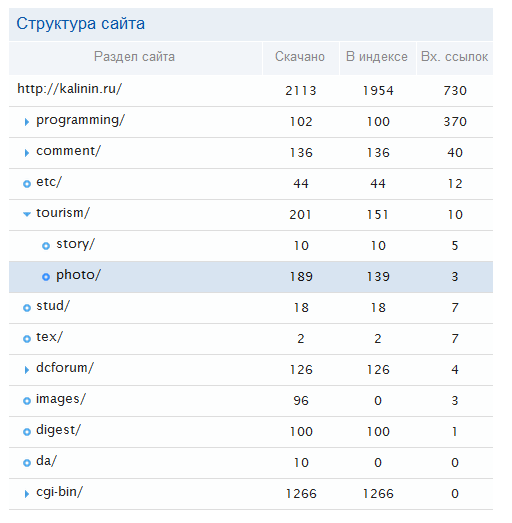 Структура сайта
Раздел сайта Скачано В индексе Вх. ссылок
http://kalinin.ru/ 2113 1954 730
programming/ 102 100 370
comment/ 136 136 40
etc/ 44 44 12
tourism/ 201 151 10
story/ 10 10 5
photo/ 189 139 3
stud/ 18 18 7
tex/ 2 2 7
dcforum/ 126 126 4
images/ 96 0 3
digest/ 100 100 1
da/ 10 0 0
cgi-bin/ 1266 1266 0